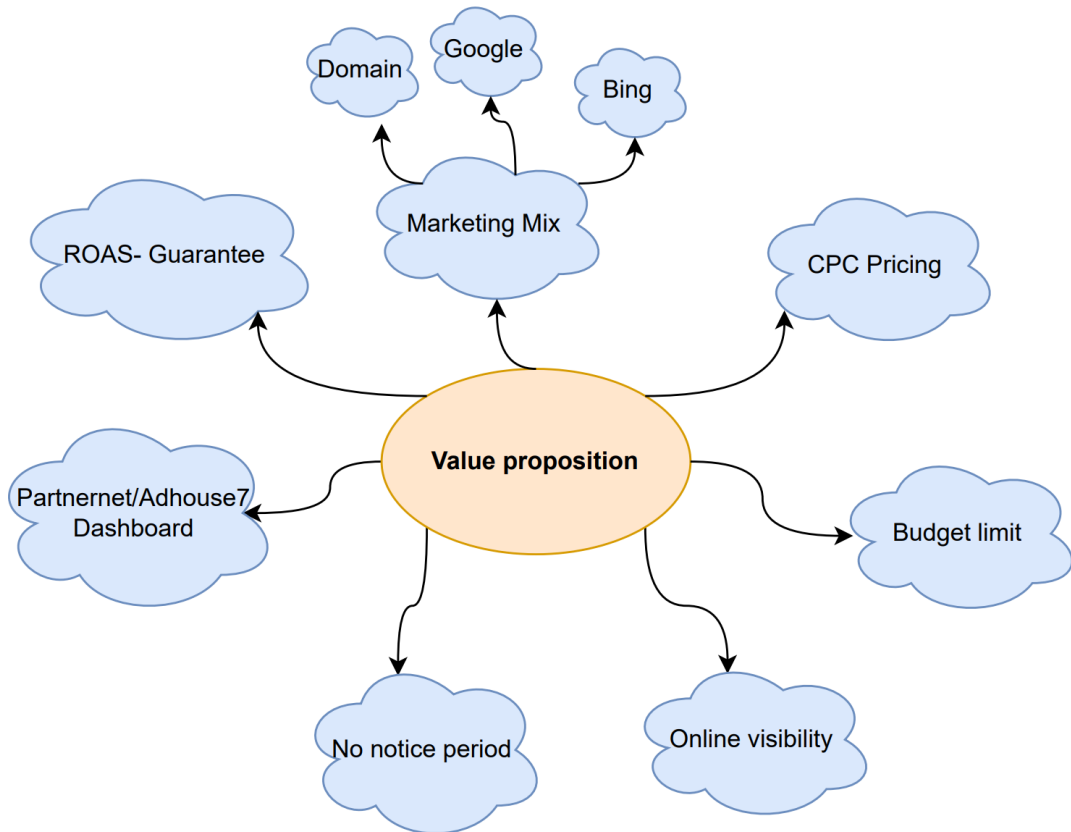 Domain
Google
Bing
Marketing Mix
ROAS- Guarantee
CPC Pricing
Value proposition
Partnernet/Adhouse7
Dashboard
Budget limit
No notice period
Online visibility